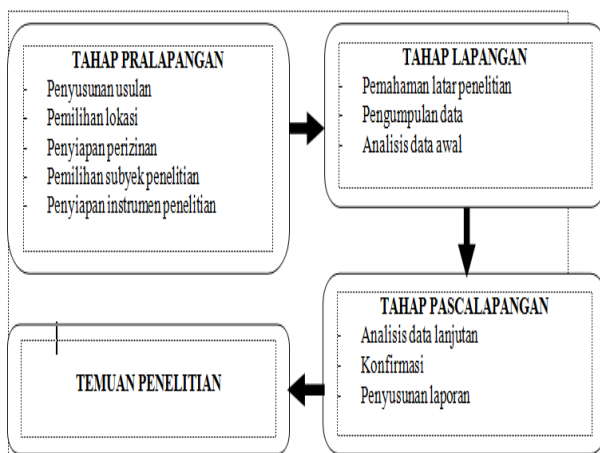 TAHAP PRALAPANGAN
- Penyusunan usulan
- Pemilihan lokasi
- Penyiapan perizinan
- Pemilihan subyek penelitian
- Penyiapan instrumen penelitian
TAHAP LAPANGAN
- Pemahaman latar penelitian
- Pengumpulan data
- Analisis data awal
TAHAP PASCALAPANGAN
- Analisis data lanjutan
- Konfirmasi
- Penyusunan laporan
TEMUAN PENELITIAN